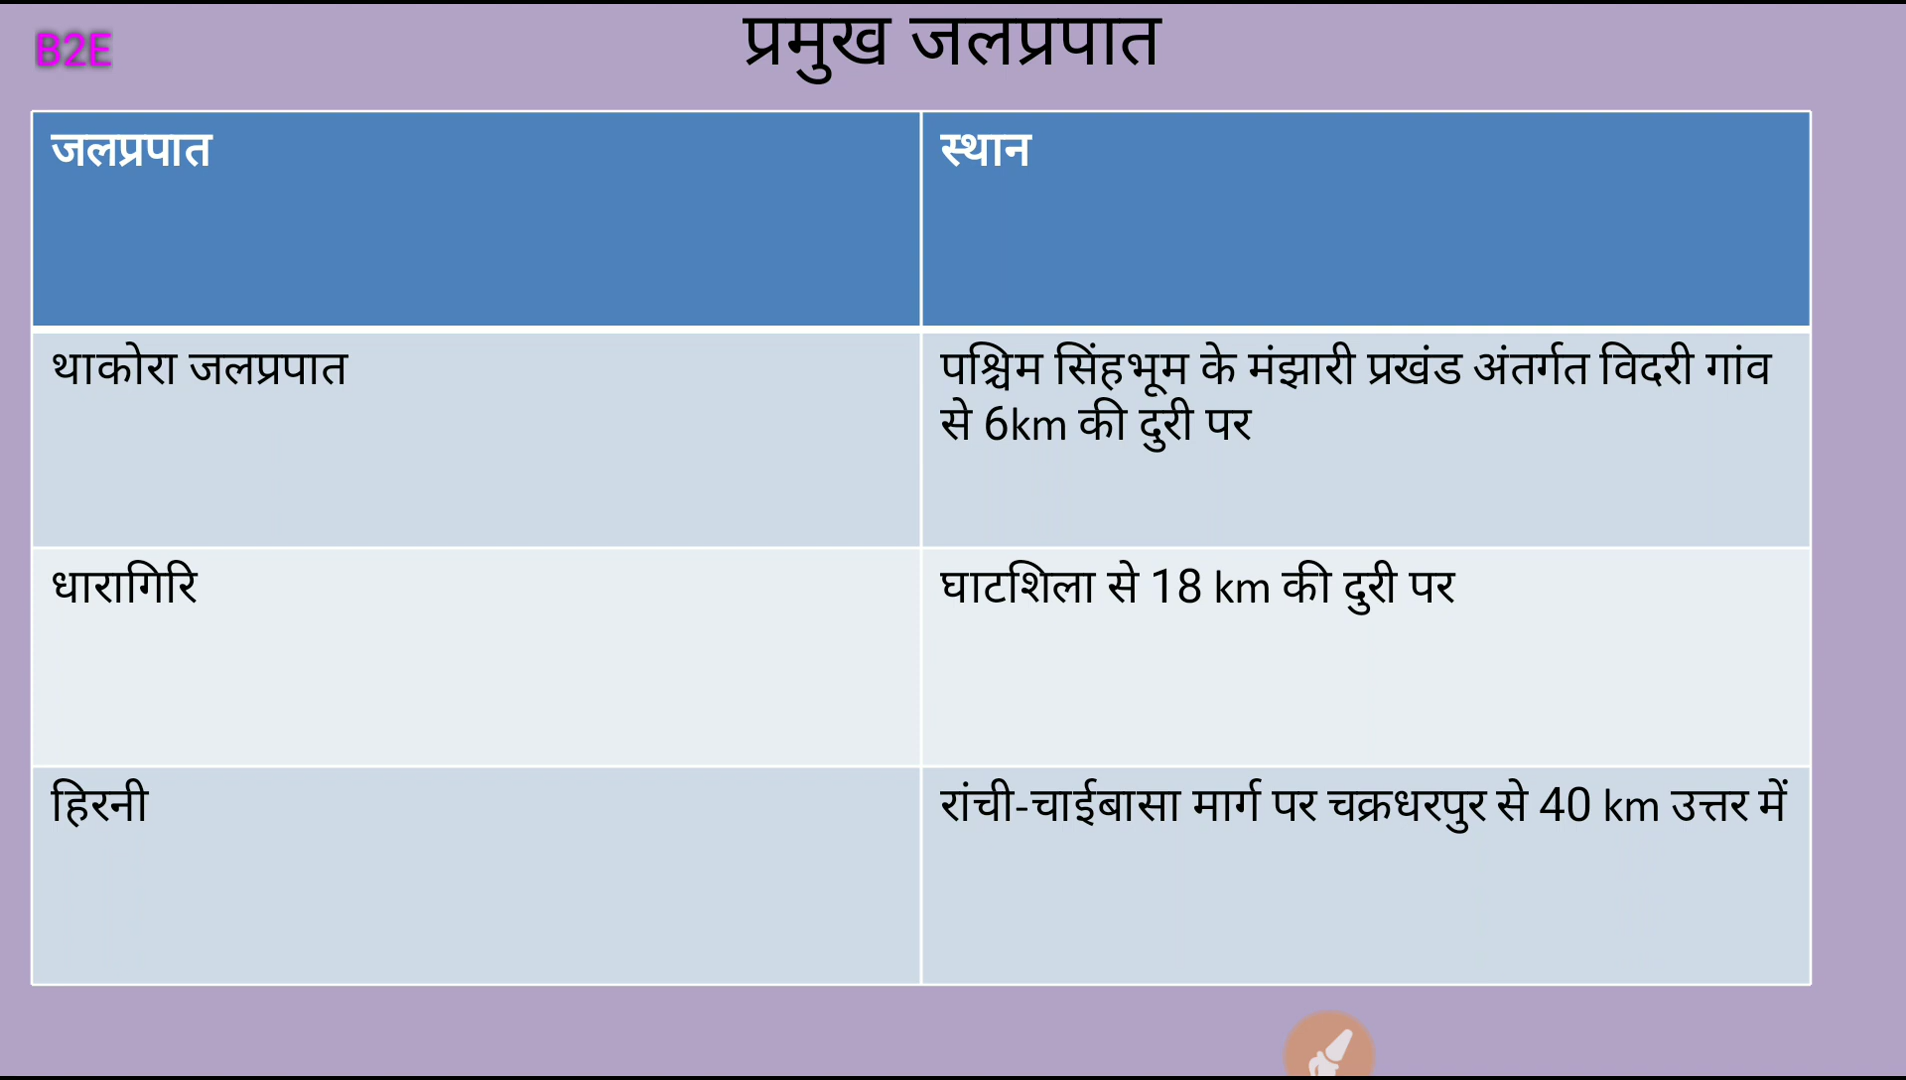 B2E
प्रमुख जलप्रपात
जलप्रपात
स्थान
थाकोरा जलप्रपात
पश्चिम सिंहभूम के मंझारी प्रखंड अंतर्गत विदरी गांव
से 6km की दुरी पर
धारागिरि
घाटशिला से 18 km की दुरी पर
हिरनी
रांची-चाईबासा मार्ग पर चक्रधरपुर से 40 km उत्तर में